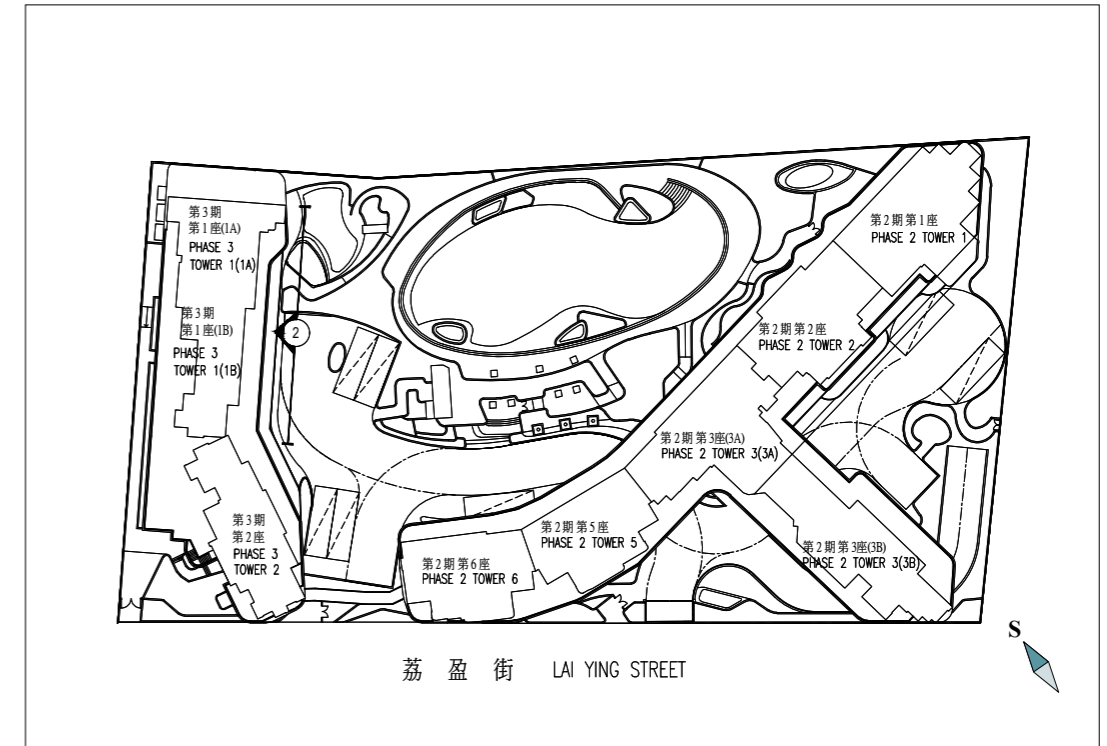 第3期
第1座(1A)
PHASE 3
TOWER 1(1A)
第3期
第1座(1B)
PHASE 3
TOWER 1(1B)
2
第3期
第2座
PHASE 3
TOWER 2
第2期第1座
PHASE 2 TOWER 1
第2期第2座
PHASE 2 TOWER 2
第2期第3座(3A)
PHASE 2 TOWER 3(3A)
第2期第5座
PHASE 2 TOWER 5
第2期第6座
PHASE 2 TOWER 6
第2期第3座(3B)
PHASE 2 TOWER 3(3B)
S
荔盈街 LAI YING STREET